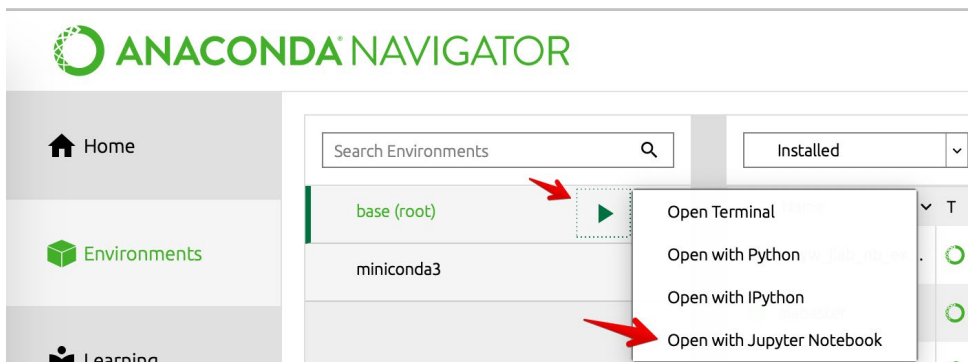 ANACONDA NAVIGATOR
Home
Environments
Learning
Search Environments
base (root)
miniconda3
Installed
T
Open Terminal
Open with Python
Open with IPython
Open with Jupyter Notebook